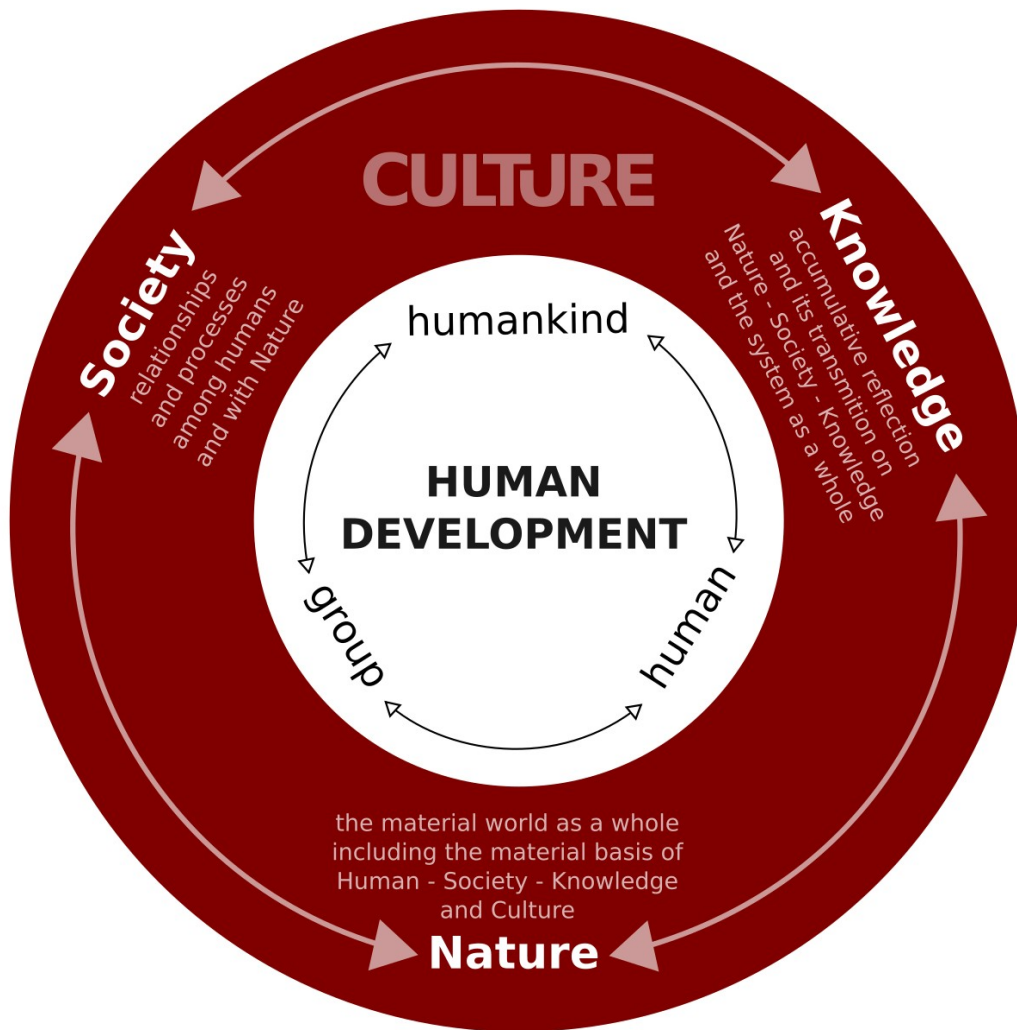 CULTURE
Society
relationships
and processes
among humans
and with Nature
Knowledge
accumulative reflection
and its transmition on
Nature - Society - Knowledge
and the system as a whole
humankind
HUMAN
DEVELOPMENT
group
human
the material world as a whole
including the material basis of
Human - Society - Knowledge
and Culture
Nature